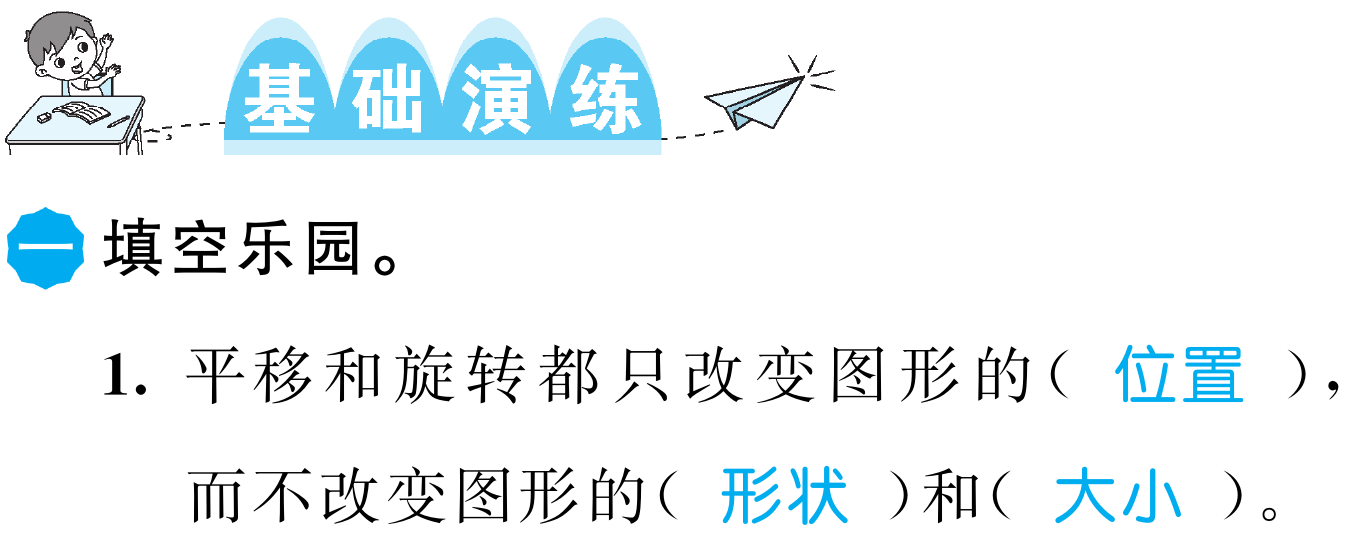 基础演练
一 填空乐园。
1. 平移和旋转都只改变图形的( 位置 ),
而不改变图形的( 形状 )和( 大小 )。